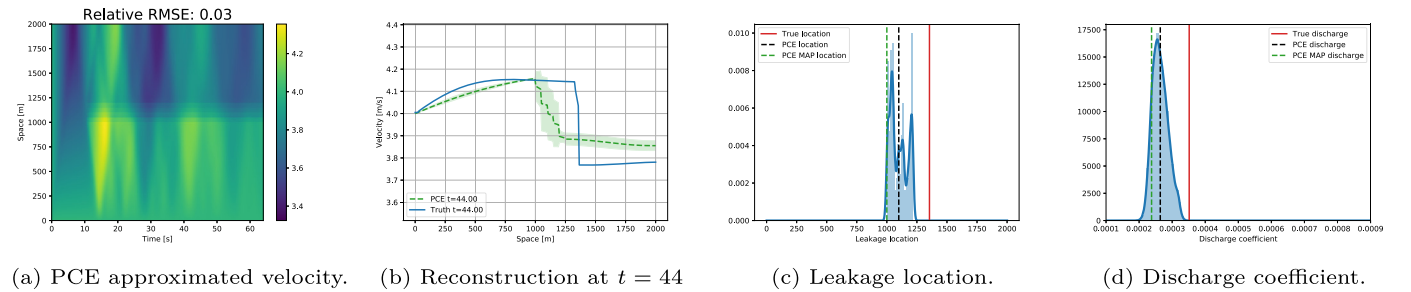 Relative RMSE: 0.03
2000
1750
1500
1250
1000
750
500
250
0
Space [m]
0 10 20 30 40 50 60
Time [s]
4.2
4.0
3.8
3.6
3.4
(a) PCE approximated velocity.
4.4
4.3
4.2
4.1
4.0
3.9
3.8
3.7
3.6
Velocity [m/s]
PCE t=44.00
Truth t=44.00
0 250 500 750 1000 1250 1500 1750 2000
Space [m]
(b) Reconstruction at t = 44
True location
PCE location
PCE MAP location
0.010
0.008
0.006
0.004
0.002
0.000
0 250 500 750 1000 1250 1500 1750 2000
Leakage location
(c) Leakage location.
True discharge
PCE discharge
PCE MAP discharge
17500
15000
12500
10000
7500
5000
2500
0
0.0001 0.0002 0.0003 0.0004 0.0005 0.0006 0.0007 0.0008 0.0009
Discharge coefficient
(d) Discharge coefficient.